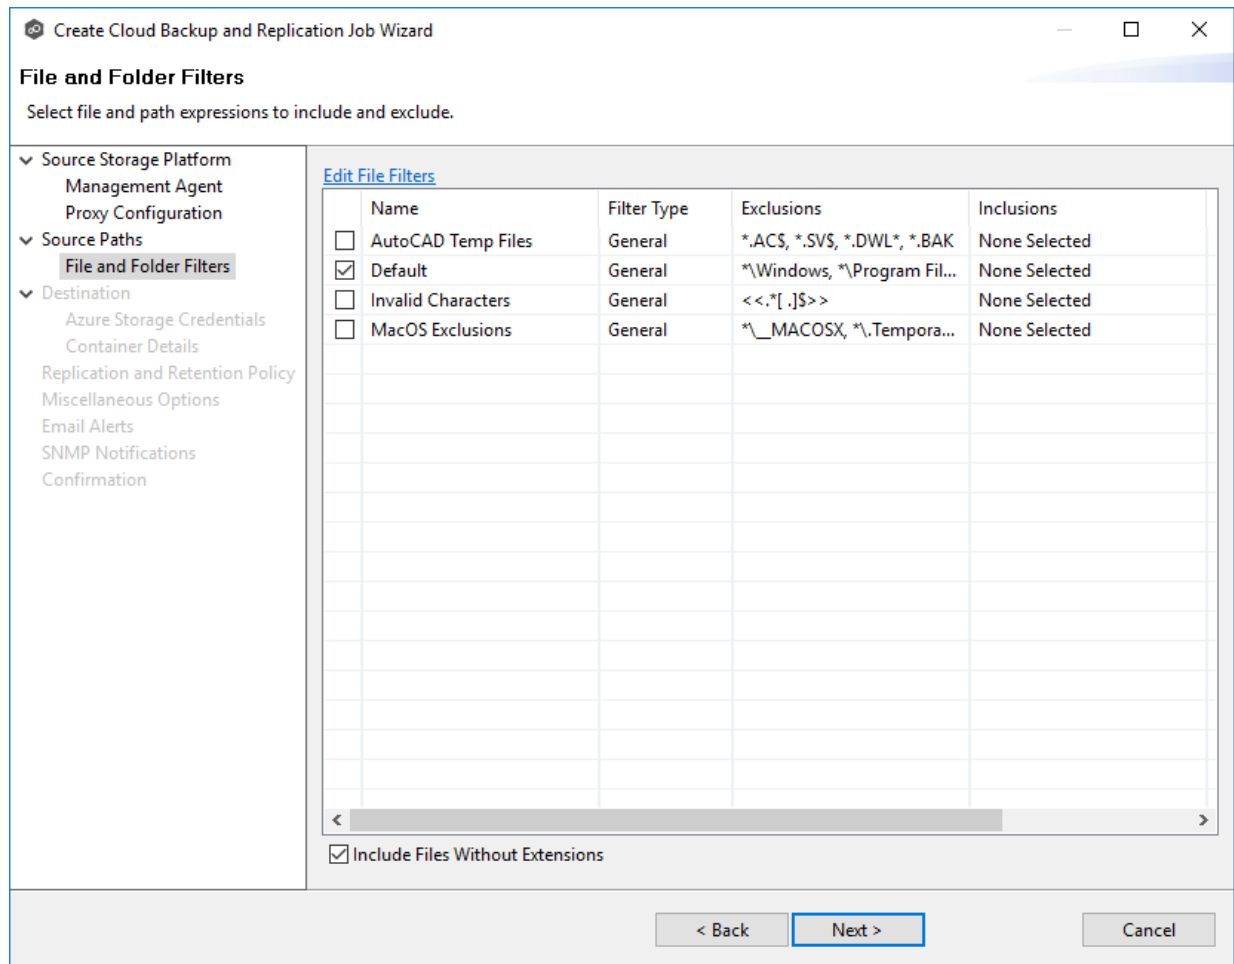 Create Cloud Backup and Replication Job Wizard
File and Folder Filters
Select file and path expressions to include and exclude.
Source Storage Platform
Management Agent
Proxy Configuration
Source Paths
File and Folder Filters
Destination
Azure Storage Credentials
Container Details
Replication and Retention Policy
Miscellaneous Options
Email Alerts
SNMP Notifications
Confirmation
Edit File Filters
Name Filter Type Exclusions Inclusions
AutoCAD Temp Files General *.AC$, *.SV$, *.DWL*, *.BAK None Selected
Default General *\Windows, *\Program Fil... None Selected
Invalid Characters General <<.*[ .]$>> None Selected
MacOS Exclusions General *\__MACOSX, *\.Tempora... None Selected
Include Files Without Extensions
< Back Next > Cancel